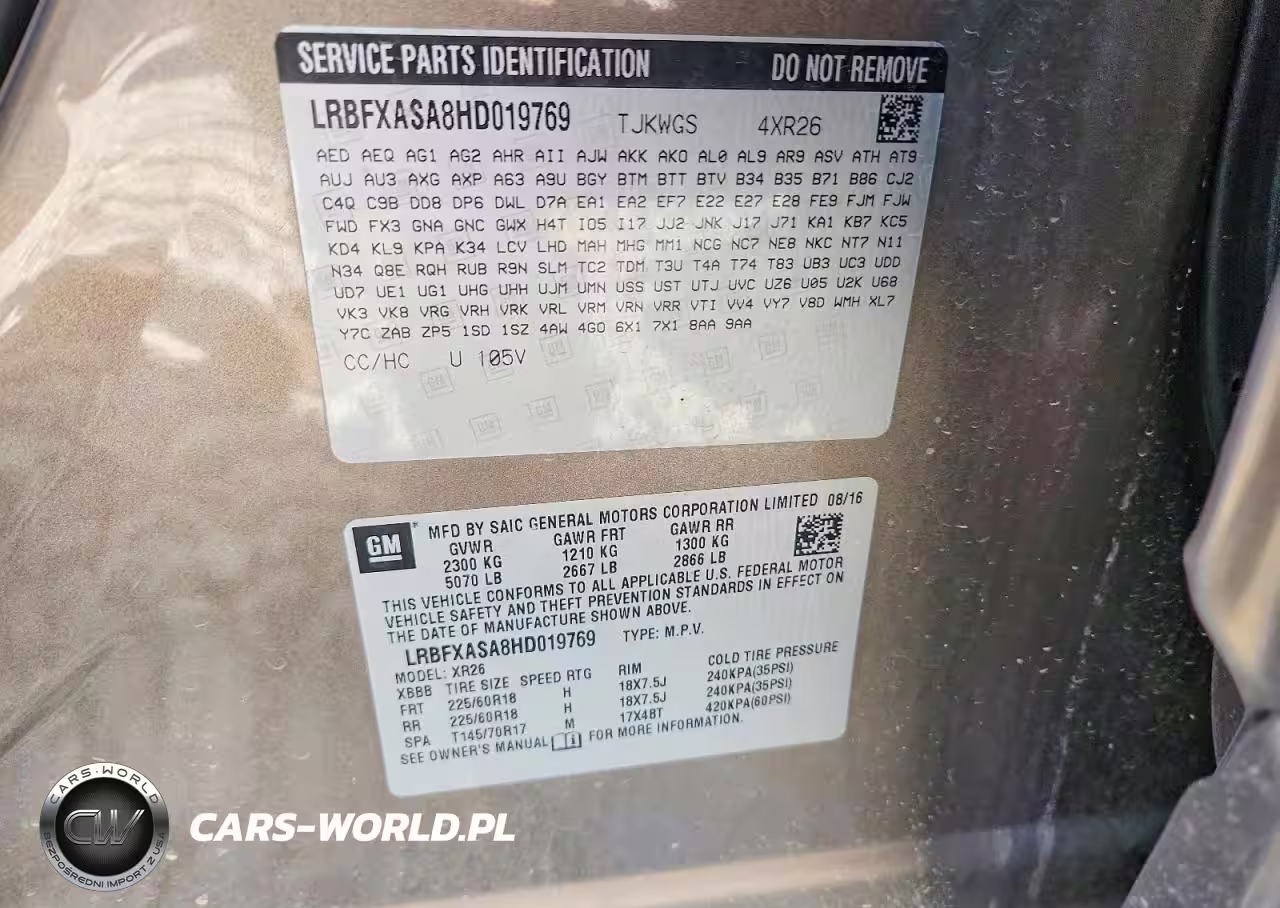 SERVICE PARTS IDENTIFICATION DO NOT REMOVE
LRBFXASA8HD019769 TJKWGS 4XR26
AED AEQ AG1 AG2 AHR AII AJW AKK AKO AL0 AL9 AR9 ASV ATH AT9
AUJ AU3 AXG AXP A63 A9U BGY BTM BTT BTV B34 B35 B71 B86 CJ2
C4Q C9B DD8 DP6 DWL D7A EA1 EA2 EF7 E22 E27 E28 FE9 FJM FJW
FWD FX3 GNA GNC GWX H4T IO5 I17 JJ2 JNK J17 J71 KA1 KB7 KC5
KD4 KL9 KPA K34 LCV LHD MAH MHG MM1 NCG NC7 NE8 NKC NT7 N11
N34 Q8E RQH RUB R9N SLM TC2 TDM T3U T4A T74 T83 UB3 UC3 UDD
UD7 UE1 UG1 UHG UHH UJM UMN USS UST UTJ UVC UZ6 U05 U2K U68
VK3 VK8 VRG VRH VRK VRL VRM VRN VRR VTI VV4 VY7 V8D WMH XL7
Y7C ZAB ZP5 1SD 1SZ 4AW 4GO 6X1 7X1 8AA 9AA
CC/HC U 105V
GM MFD BY SAIC GENERAL MOTORS CORPORATION LIMITED 08/16
GVWR GAWR FRT GAWR RR
2300 KG 1210 KG 1300 KG
5070 LB 2667 LB 2866 LB
THIS VEHICLE CONFORMS TO ALL APPLICABLE U.S. FEDERAL MOTOR
VEHICLE SAFETY AND THEFT PREVENTION STANDARDS IN EFFECT ON
THE DATE OF MANUFACTURE SHOWN ABOVE.
LRBFXASA8HD019769 TYPE: M.P.V.
MODEL: XR26
XBBB TIRE SIZE SPEED RTG RIM COLD TIRE PRESSURE
FRT 225/60R18 H 18X7.5J 240KPA(35PSI)
RR 225/60R18 H 18X7.5J 240KPA(35PSI)
SPA T145/70R17 M 17X4BT 420KPA(60PSI)
SEE OWNER'S MANUAL FOR MORE INFORMATION.
CARS-WORLD
CW
BEZPOŚREDNI IMPORT Z USA
CARS-WORLD.PL